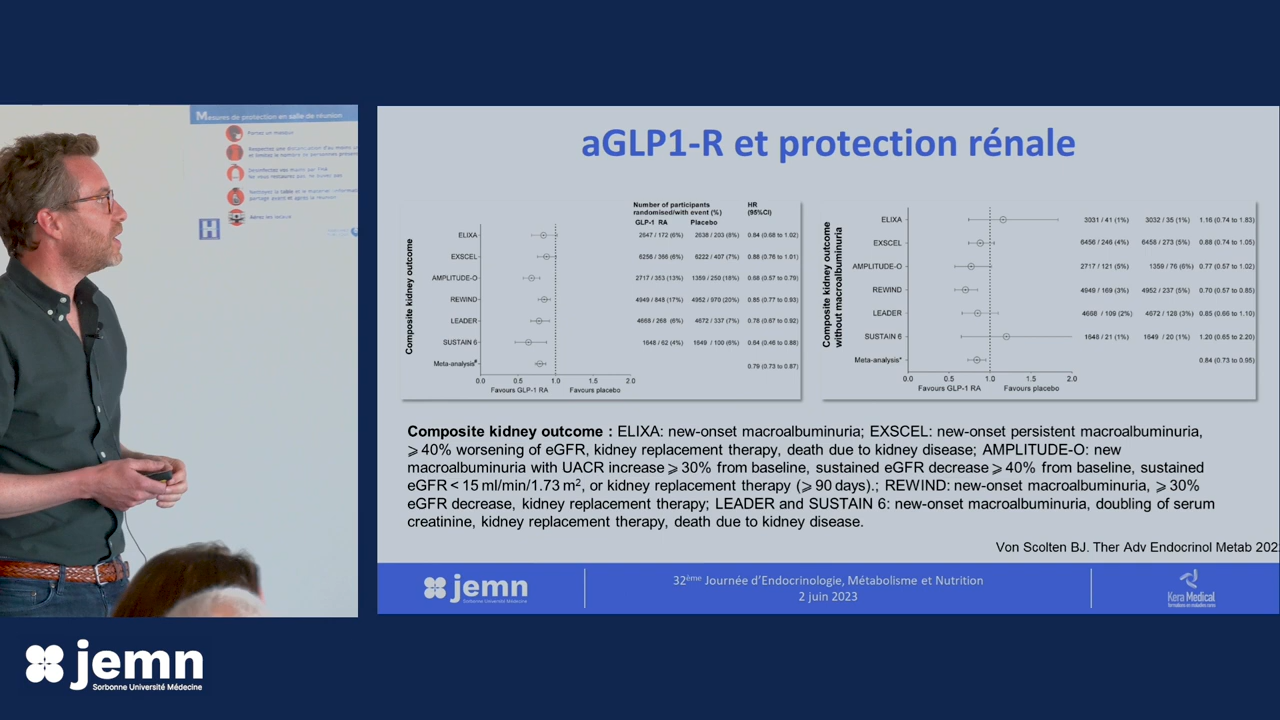 Mesures de protection en salle de réunion
Portez un masque
H
aGLP1-R et protection rénale
Composite kidney outcome
Number of participants
randomised/with event (%)
HR
(95%CI)
GLP-1 RA
Placebo
ELIXA
2647 / 172 (6%) 2638 / 203 (8%) 0.84 (0.68 to 1.02)
EXSCEL
6256 / 366 (6%) 6222 / 407 (7%) 0.88 (0.76 to 1.01)
AMPLITUDE-O
2717 / 353 (13%) 1359 / 250 (18%) 0.68 (0.57 to 0.79)
REWIND
4949 / 848 (17%) 4952 / 970 (20%) 0.85 (0.77 to 0.93)
LEADER
4668 / 268 (6%) 4672 / 337 (7%) 0.78 (0.67 to 0.92)
SUSTAIN 6
1648 / 62 (4%) 1649 / 100 (6%) 0.64 (0.46 to 0.88)
Meta-analysis#
0.79 (0.73 to 0.87)
0.0 0.5 1.0 1.5 2.0
Favours GLP-1 RA Favours placebo
Composite kidney outcome
without macroalbuminuria
ELIXA
3031 / 41 (1%) 3032 / 35 (1%) 1.16 (0.74 to 1.83)
EXSCEL
6456 / 246 (4%) 6458 / 273 (5%) 0.88 (0.74 to 1.05)
AMPLITUDE-O
2717 / 121 (5%) 1359 / 76 (6%) 0.77 (0.57 to 1.02)
REWIND
4949 / 169 (3%) 4952 / 237 (5%) 0.70 (0.57 to 0.85)
LEADER
4668 / 109 (2%) 4672 / 128 (3%) 0.85 (0.66 to 1.10)
SUSTAIN 6
1648 / 21 (1%) 1649 / 20 (1%) 1.20 (0.65 to 2.20)
Meta-analysis*
0.84 (0.73 to 0.95)
0.0 0.5 1.0 1.5 2.0
Favours GLP-1 RA Favours placebo
Composite kidney outcome : ELIXA: new-onset macroalbuminuria; EXSCEL: new-onset persistent macroalbuminuria,
⩾ 40% worsening of eGFR, kidney replacement therapy, death due to kidney disease; AMPLITUDE-O: new
macroalbuminuria with UACR increase ⩾ 30% from baseline, sustained eGFR decrease ⩾ 40% from baseline, sustained
eGFR < 15 ml/min/1.73 m², or kidney replacement therapy (⩾ 90 days).; REWIND: new-onset macroalbuminuria, ⩾ 30%
eGFR decrease, kidney replacement therapy; LEADER and SUSTAIN 6: new-onset macroalbuminuria, doubling of serum
creatinine, kidney replacement therapy, death due to kidney disease.
Von Scolten BJ. Ther Adv Endocrinol Metab 202
jemn
Sorbonne Université Médecine
32ème Journée d'Endocrinologie, Métabolisme et Nutrition
2 juin 2023
Kera Medical
formations en maladies rares
jemn
Sorbonne Université Médecine